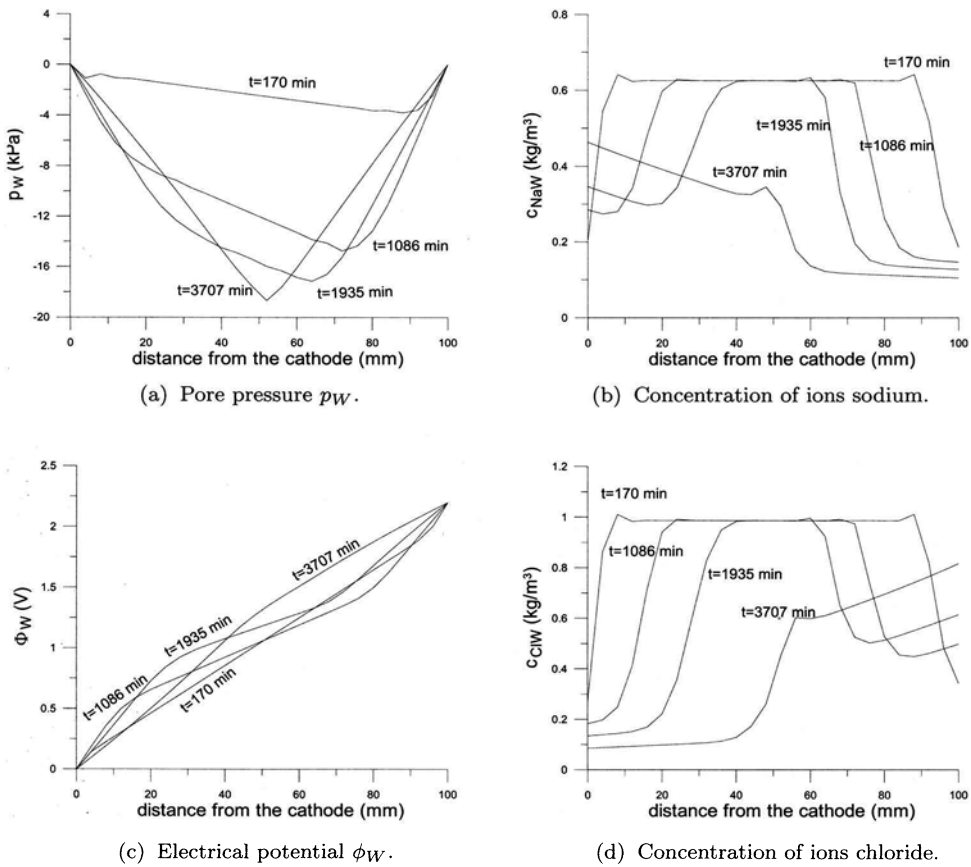 4
0
-4
-8
-12
-16
-20
p_W (kPa)
t=170 min
t=1086 min
t=1935 min
t=3707 min
0 20 40 60 80 100
distance from the cathode (mm)
(a) Pore pressure p_W.
0.8
0.6
0.4
0.2
0
c_NaW (kg/m³)
t=170 min
t=1935 min
t=1086 min
t=3707 min
0 20 40 60 80 100
distance from the cathode (mm)
(b) Concentration of ions sodium.
2.5
2
1.5
1
0.5
0
Φ_W (V)
t=3707 min
t=1935 min
t=1086 min
t=170 min
0 20 40 60 80 100
distance from the cathode (mm)
(c) Electrical potential ϕ_W.
1.2
1
0.8
0.6
0.4
0.2
0
c_ClW (kg/m³)
t=170 min
t=1086 min
t=1935 min
t=3707 min
0 20 40 60 80 100
distance from the cathode (mm)
(d) Concentration of ions chloride.